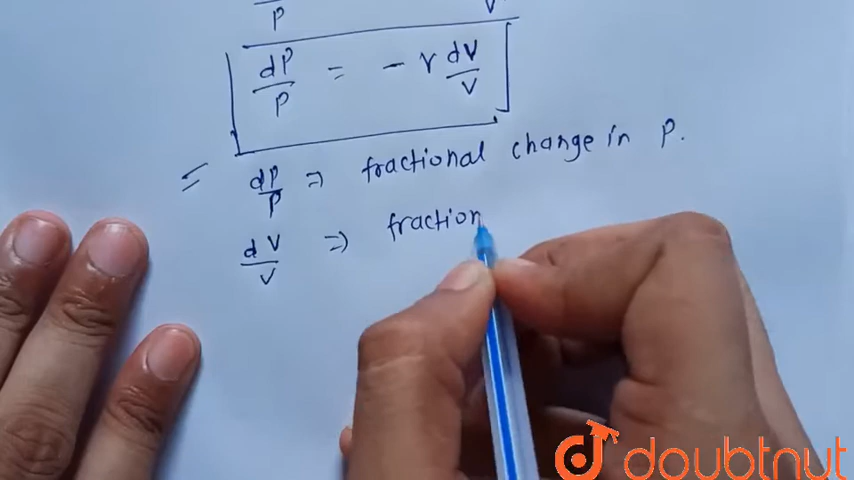 P V
dP/P = - γ dV/V
= dP/P ⇒ fractional change in P.
dV/V ⇒ fraction
doubtnut